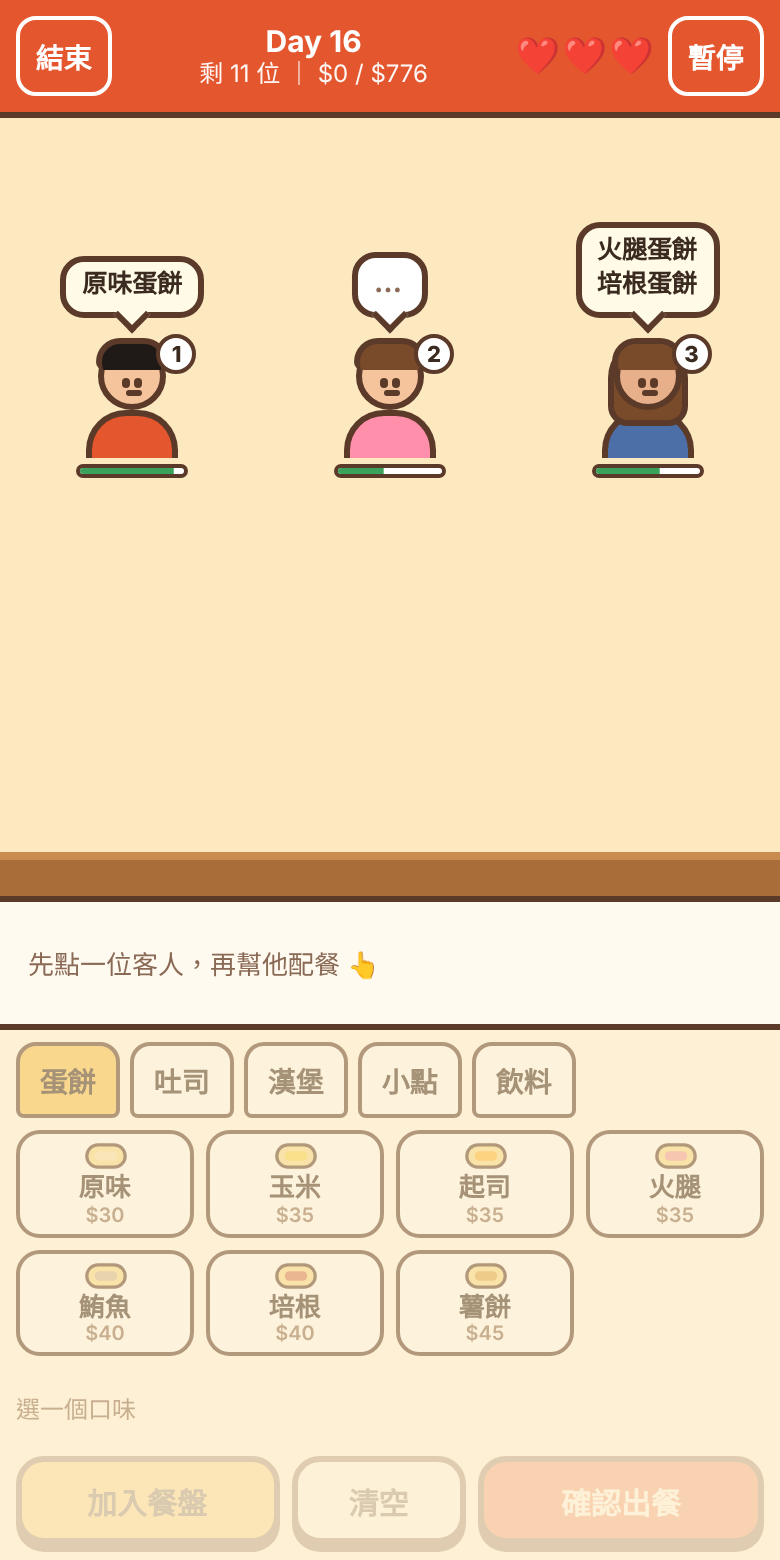 結束
Day 16
剩 11 位 ｜ $0 / $776
暫停
原味蛋餅
...
火腿蛋餅
培根蛋餅
1
2
3
先點一位客人，再幫他配餐
蛋餅
吐司
漢堡
小點
飲料
原味
$30
玉米
$35
起司
$35
火腿
$35
鮪魚
$40
培根
$40
薯餅
$45
選一個口味
加入餐盤
清空
確認出餐